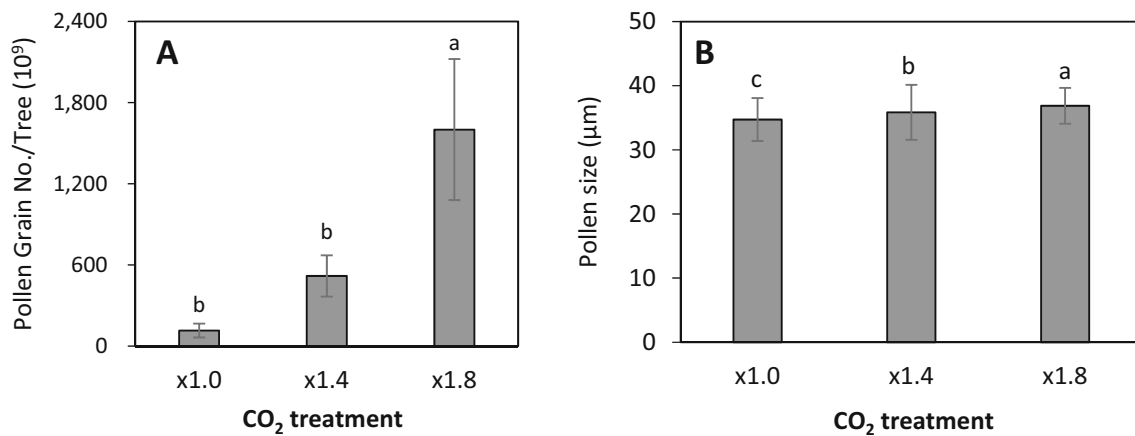 Pollen Grain No./Tree (10⁹)
2,400
1,800
1,200
600
0
A
b
b
a
x1.0
x1.4
x1.8
CO₂ treatment
Pollen size (µm)
50
40
30
20
10
0
B
c
b
a
x1.0
x1.4
x1.8
CO₂ treatment